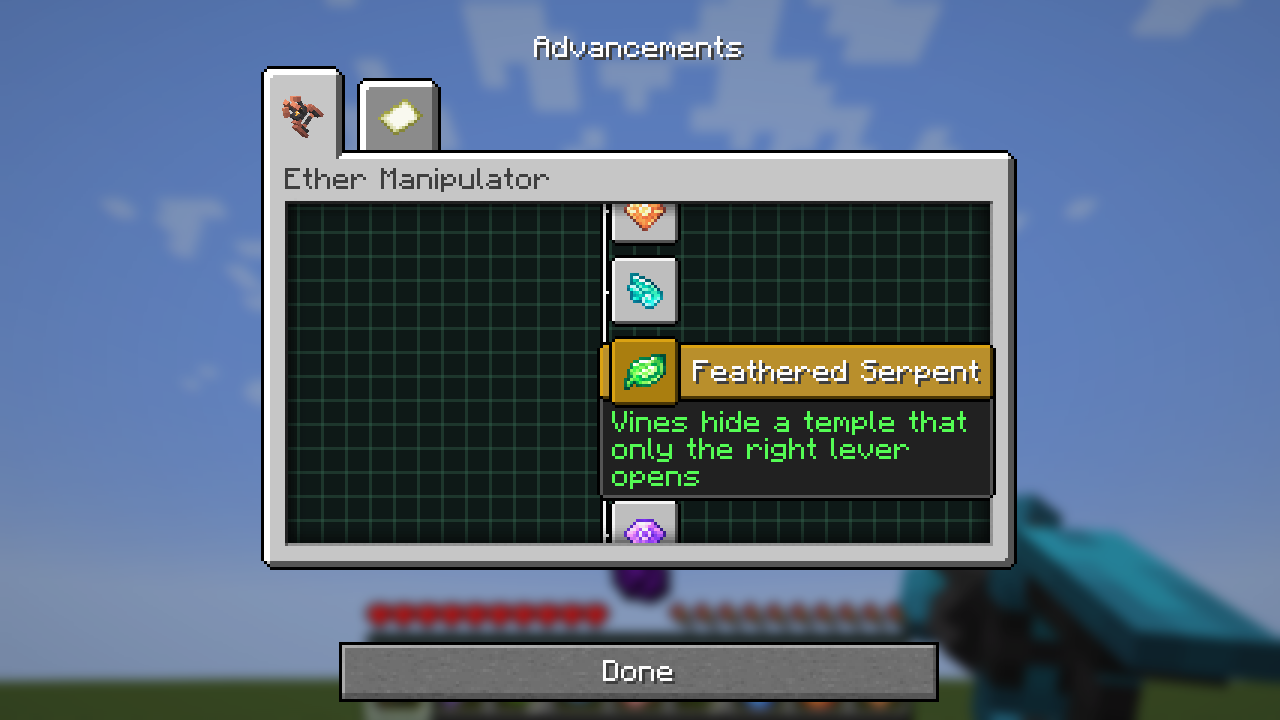 Advancements
Ether Manipulator
Feathered Serpent
Vines hide a temple that
only the right lever
opens
Done